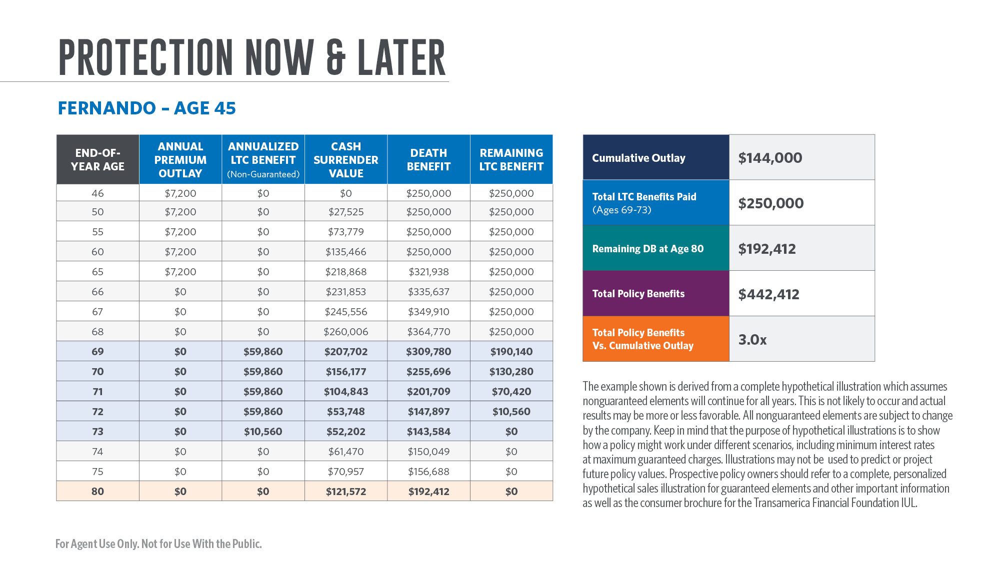 PROTECTION NOW & LATER
FERNANDO – AGE 45
END-OF-YEAR AGE ANNUAL PREMIUM OUTLAY ANNUALIZED LTC BENEFIT (Non-Guaranteed) CASH SURRENDER VALUE DEATH BENEFIT REMAINING LTC BENEFIT
46 $7,200 $0 $0 $250,000 $250,000
50 $7,200 $0 $27,525 $250,000 $250,000
55 $7,200 $0 $73,779 $250,000 $250,000
60 $7,200 $0 $135,466 $250,000 $250,000
65 $7,200 $0 $218,868 $321,938 $250,000
66 $0 $0 $231,853 $335,637 $250,000
67 $0 $0 $245,556 $349,910 $250,000
68 $0 $0 $260,006 $364,770 $250,000
69 $0 $59,860 $207,702 $309,780 $190,140
70 $0 $59,860 $156,177 $255,696 $130,280
71 $0 $59,860 $104,843 $201,709 $70,420
72 $0 $59,860 $53,748 $147,897 $10,560
73 $0 $10,560 $52,202 $143,584 $0
74 $0 $0 $61,470 $150,049 $0
75 $0 $0 $70,957 $156,688 $0
80 $0 $0 $121,572 $192,412 $0
Cumulative Outlay $144,000
Total LTC Benefits Paid
(Ages 69-73) $250,000
Remaining DB at Age 80 $192,412
Total Policy Benefits $442,412
Total Policy Benefits
Vs. Cumulative Outlay 3.0x
The example shown is derived from a complete hypothetical illustration which assumes
nonguaranteed elements will continue for all years. This is not likely to occur and actual
results may be more or less favorable. All nonguaranteed elements are subject to change
by the company. Keep in mind that the purpose of hypothetical illustrations is to show
how a policy might work under different scenarios, including minimum interest rates
at maximum guaranteed charges. Illustrations may not be used to predict or project
future policy values. Prospective policy owners should refer to a complete, personalized
hypothetical sales illustration for guaranteed elements and other important information
as well as the consumer brochure for the Transamerica Financial Foundation IUL.
For Agent Use Only. Not for Use With the Public.